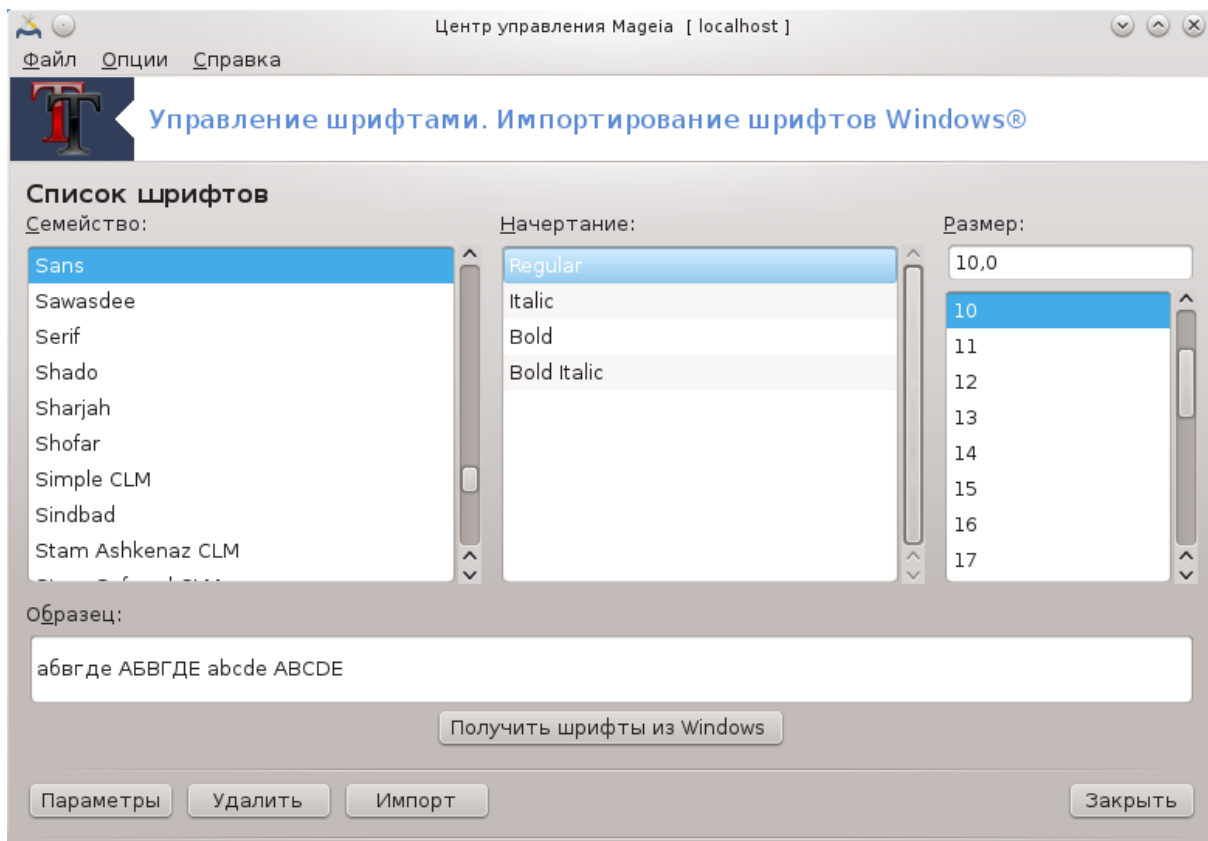 Центр управления Mageia [ localhost ]
Файл Опции Справка
Управление шрифтами. Импортирование шрифтов Windows®
Список шрифтов
Семейство: Начертание: Размер:
Sans Regular 10,0
Sawasdee Italic 10
Serif Bold 11
Shado Bold Italic 12
Sharjah 13
Shofar 14
Simple CLM 15
Sindbad 16
Stam Ashkenaz CLM 17
Образец:
абвгде АБВГДЕ abcde ABCDE
Получить шрифты из Windows
Параметры Удалить Импорт Закрыть